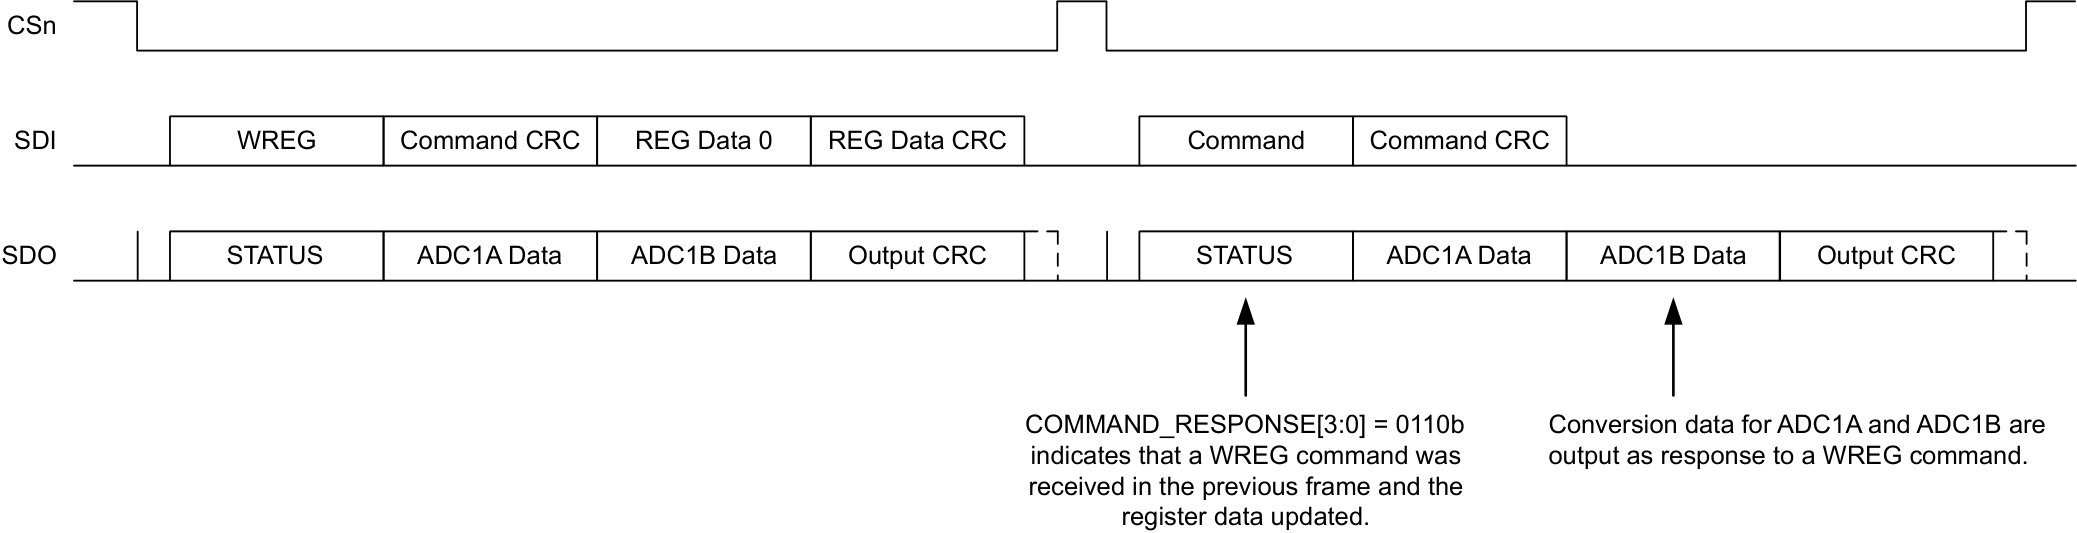 CSn
SDI WREG Command CRC REG Data 0 REG Data CRC Command Command CRC
SDO STATUS ADC1A Data ADC1B Data Output CRC STATUS ADC1A Data ADC1B Data Output CRC
COMMAND_RESPONSE[3:0] = 0110b
indicates that a WREG command was
received in the previous frame and the
register data updated.
Conversion data for ADC1A and ADC1B are
output as response to a WREG command.